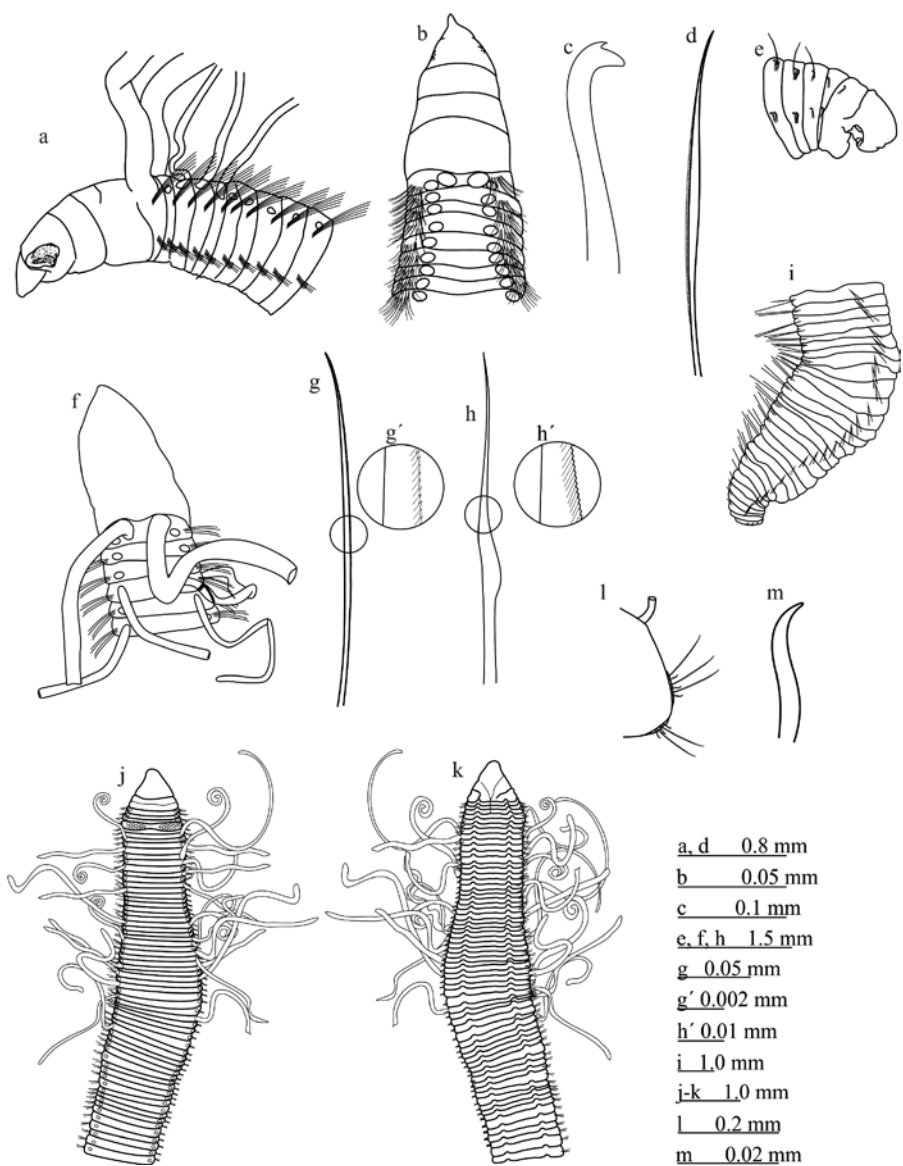 a
b
c
d
e
f
g
g´
h
h´
i
j
k
l
m
a, d 0.8 mm
b 0.05 mm
c 0.1 mm
e, f, h 1.5 mm
g 0.05 mm
g´ 0.002 mm
h´ 0.01 mm
i 1.0 mm
j-k 1.0 mm
l 0.2 mm
m 0.02 mm